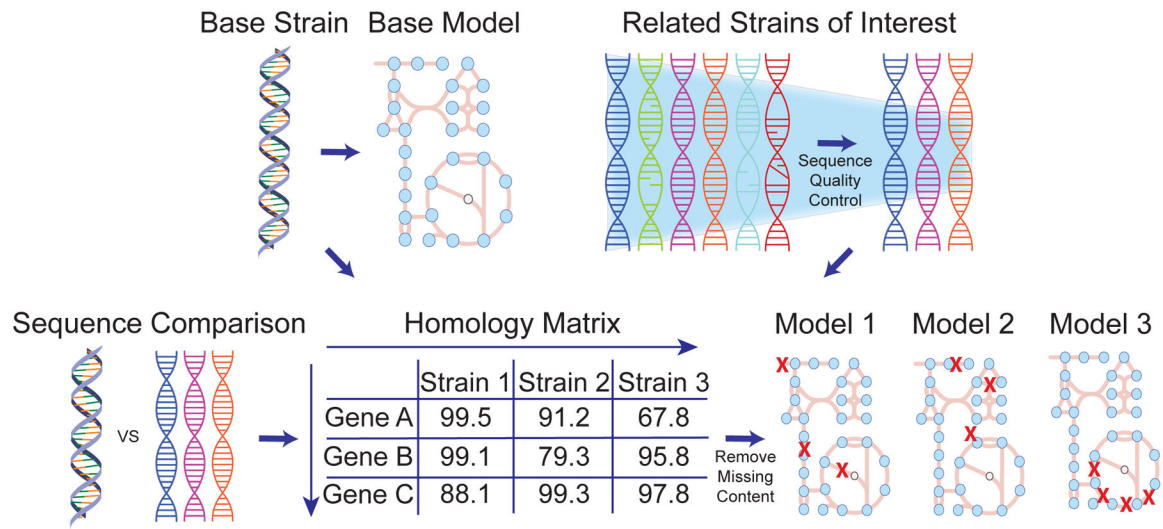 Base Strain
Base Model
Related Strains of Interest
Sequence
Quality
Control
Sequence Comparison
Homology Matrix
Model 1
Model 2
Model 3
vs
Strain 1 Strain 2 Strain 3
Gene A 99.5 91.2 67.8
Gene B 99.1 79.3 95.8
Gene C 88.1 99.3 97.8
Remove
Missing
Content
X
X
X
X
X
X
X
X
X
X